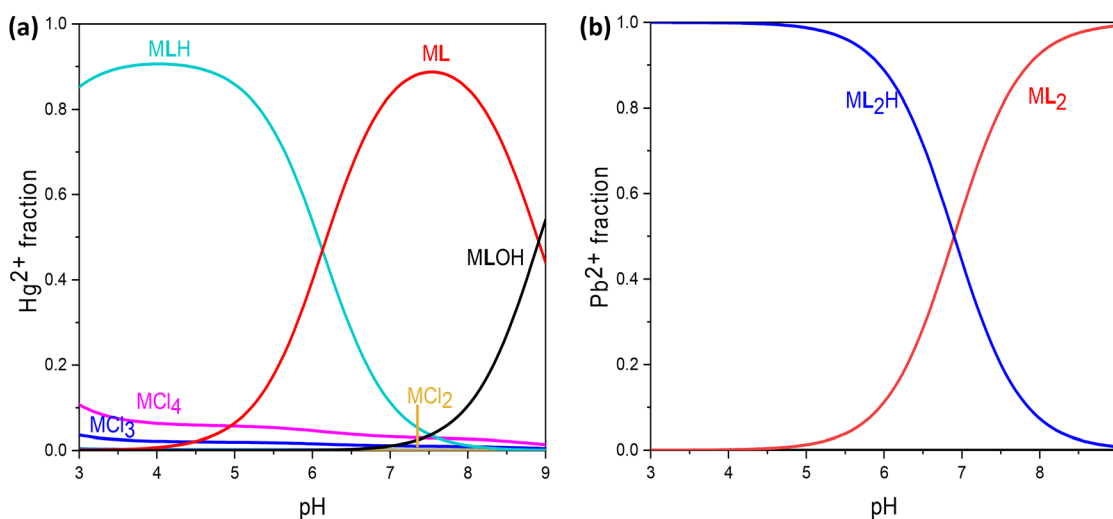 (a)
Hg2+ fraction
1.0
0.8
0.6
0.4
0.2
0.0
MLH
ML
MLOH
MCl4
MCl3
MCl2
3 4 5 6 7 8 9
pH
(b)
Pb2+ fraction
1.0
0.8
0.6
0.4
0.2
0.0
ML2H
ML2
3 4 5 6 7 8
pH